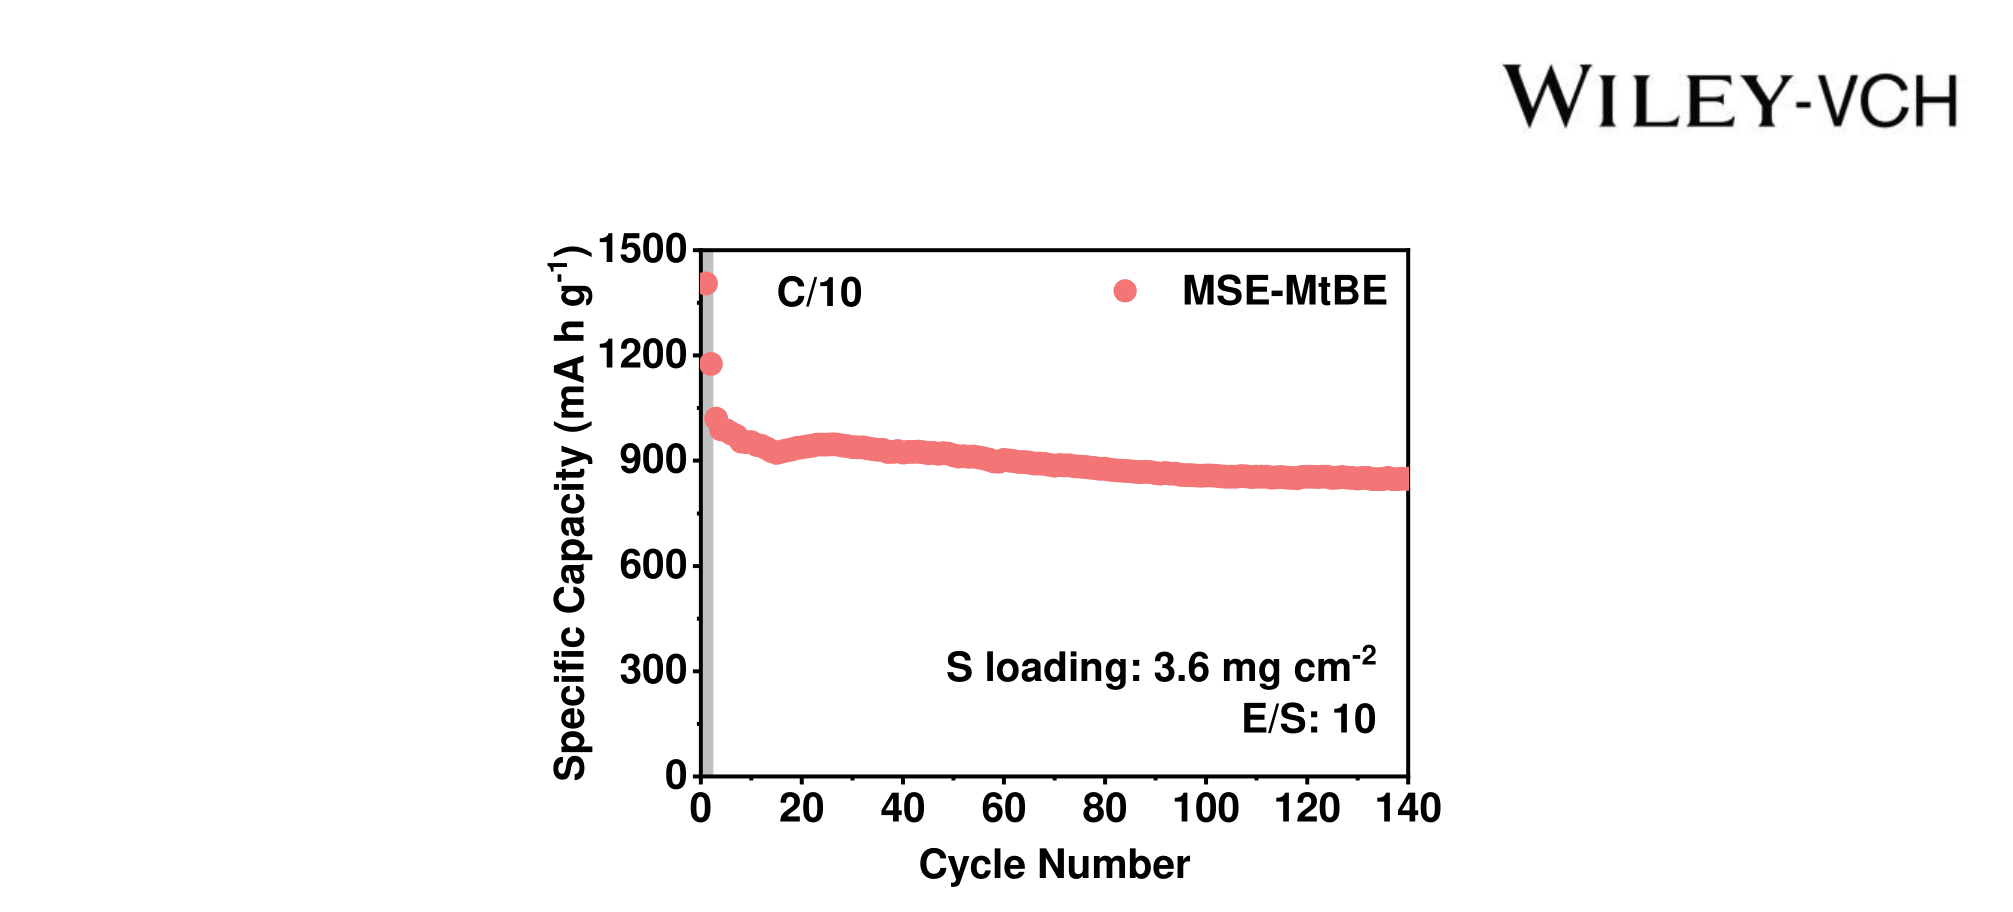 WILEY-VCH
Specific Capacity (mA h g⁻¹)
1500
1200
900
600
300
0
C/10
MSE-MtBE
S loading: 3.6 mg cm⁻²
E/S: 10
0 20 40 60 80 100 120 140
Cycle Number